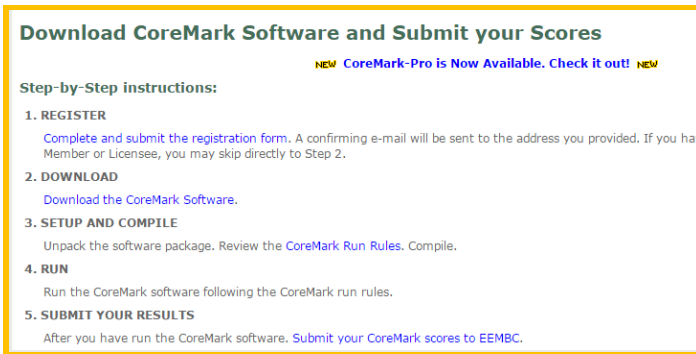 Download CoreMark Software and Submit your Scores
NEW CoreMark-Pro is Now Available. Check it out! NEW
Step-by-Step instructions:
1. REGISTER
Complete and submit the registration form. A confirming e-mail will be sent to the address you provided. If you ha
Member or Licensee, you may skip directly to Step 2.
2. DOWNLOAD
Download the CoreMark Software.
3. SETUP AND COMPILE
Unpack the software package. Review the CoreMark Run Rules. Compile.
4. RUN
Run the CoreMark software following the CoreMark run rules.
5. SUBMIT YOUR RESULTS
After you have run the CoreMark software. Submit your CoreMark scores to EEMBC.